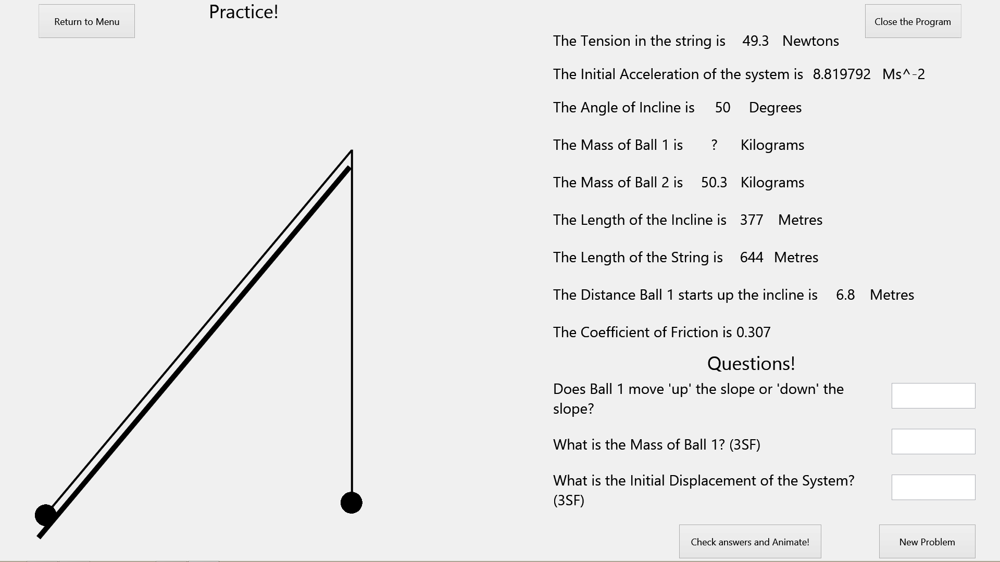 Return to Menu
Practice!
Close the Program
The Tension in the string is 49.3 Newtons
The Initial Acceleration of the system is 8.819792 Ms^-2
The Angle of Incline is 50 Degrees
The Mass of Ball 1 is ? Kilograms
The Mass of Ball 2 is 50.3 Kilograms
The Length of the Incline is 377 Metres
The Length of the String is 644 Metres
The Distance Ball 1 starts up the incline is 6.8 Metres
The Coefficient of Friction is 0.307
Questions!
Does Ball 1 move 'up' the slope or 'down' the
slope?
What is the Mass of Ball 1? (3SF)
What is the Initial Displacement of the System?
(3SF)
Check answers and Animate!
New Problem